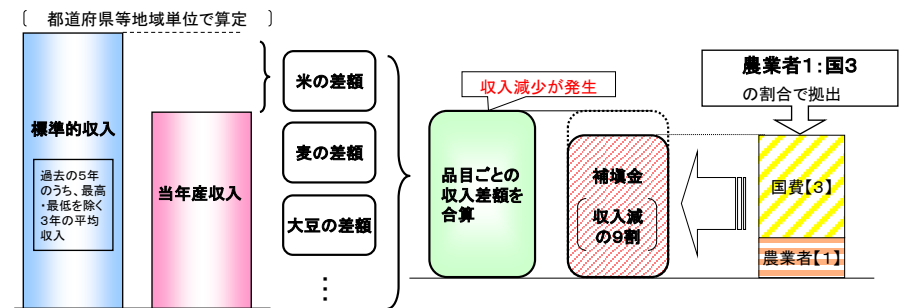 〔 都道府県等地域単位で算定 〕
標準的収入
過去の5年
のうち、最高
・最低を除く
3年の平均
収入
当年産収入
米の差額
麦の差額
大豆の差額
⋮
収入減少が発生
品目ごとの
収入差額を
合算
補填金
収入減
の9割
農業者1:国3
の割合で拠出
国費【3】
農業者【1】